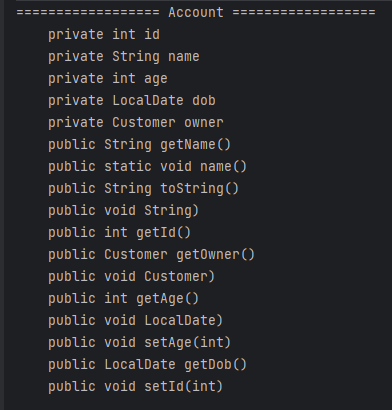 ================== Account ==================
private int id
private String name
private int age
private LocalDate dob
private Customer owner
public String getName()
public static void name()
public String toString()
public void String)
public int getId()
public Customer getOwner()
public void Customer)
public int getAge()
public void LocalDate)
public void setAge(int)
public LocalDate getDob()
public void setId(int)